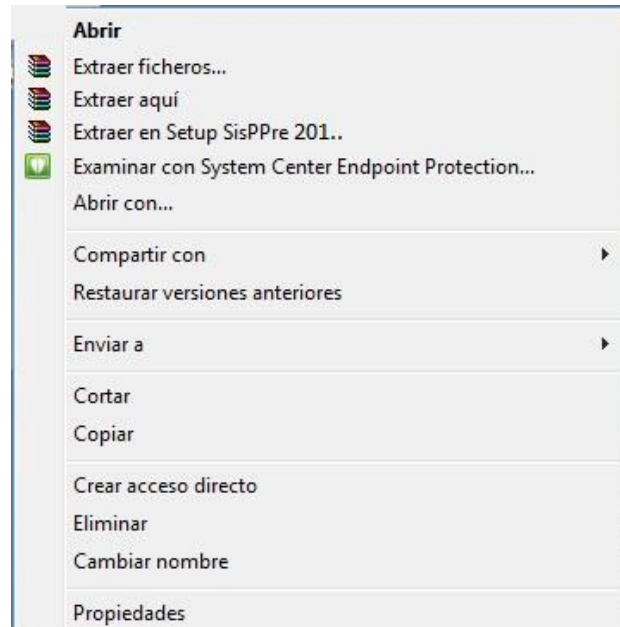 Abrir
Extraer ficheros...
Extraer aquí
Extraer en Setup SisPPre 201..
Examinar con System Center Endpoint Protection...
Abrir con...
Compartir con
Restaurar versiones anteriores
Enviar a
Cortar
Copiar
Crear acceso directo
Eliminar
Cambiar nombre
Propiedades